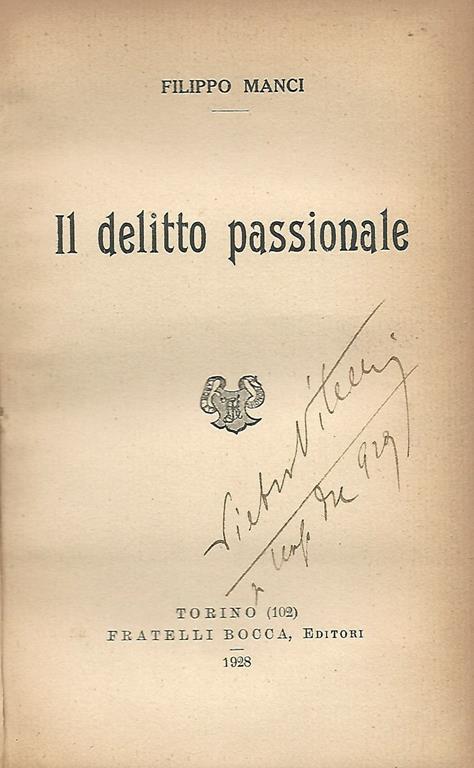 FILIPPO MANCI
Il delitto passionale
TORINO (102)
FRATELLI BOCCA, EDITORI
1928